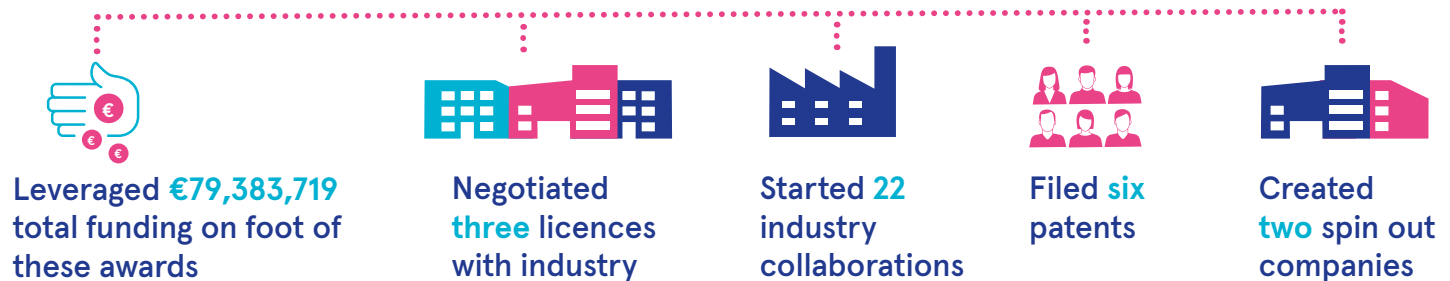 €
€
€
Leveraged €79,383,719
total funding on foot of
these awards
Negotiated
three licences
with industry
Started 22
industry
collaborations
Filed six
patents
Created
two spin out
companies